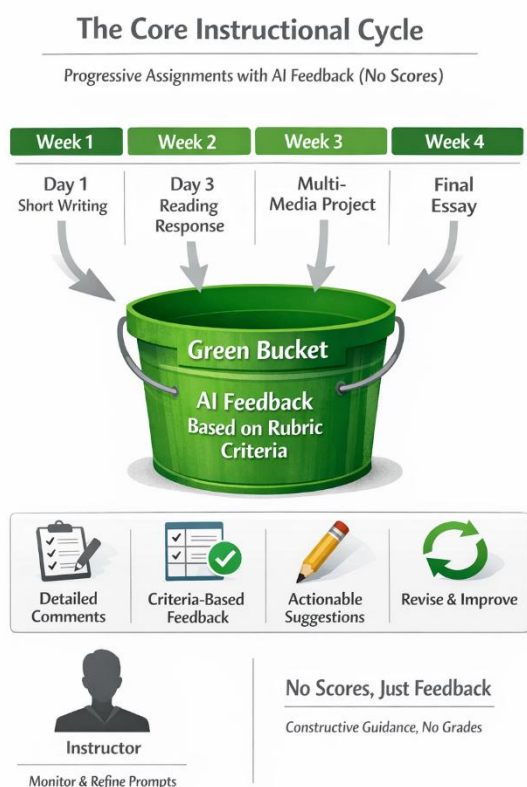 The Core Instructional Cycle
Progressive Assignments with AI Feedback (No Scores)
Week 1
Week 2
Week 3
Week 4
Day 1
Short Writing
Day 3
Reading
Response
Multi-
Media Project
Final
Essay
Green Bucket
AI Feedback
Based on Rubric
Criteria
Detailed
Comments
Criteria-Based
Feedback
Actionable
Suggestions
Revise & Improve
Instructor
Monitor & Refine Prompts
No Scores, Just Feedback
Constructive Guidance, No Grades